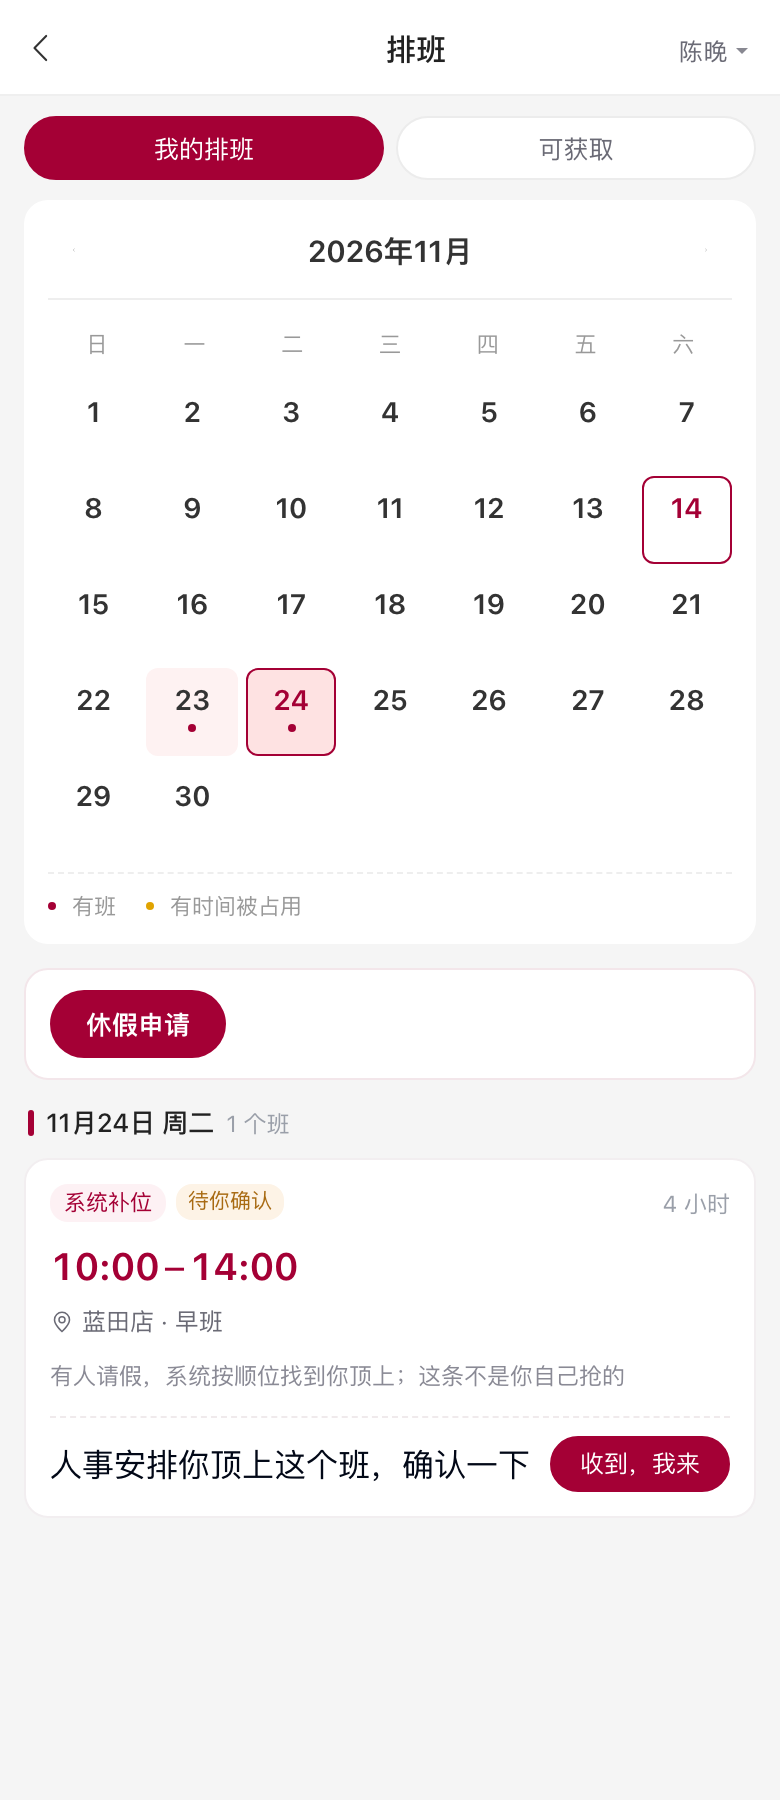 排班
陈晚
我的排班 可获取
2026年11月
日 一 二 三 四 五 六
1 2 3 4 5 6 7
8 9 10 11 12 13 14
15 16 17 18 19 20 21
22 23 24 25 26 27 28
29 30
有班 有时间被占用
休假申请
11月24日 周二 1 个班
系统补位 待你确认 4 小时
10:00–14:00
蓝田店 · 早班
有人请假，系统按顺位找到你顶上；这条不是你自己抢的
人事安排你顶上这个班，确认一下 收到，我来